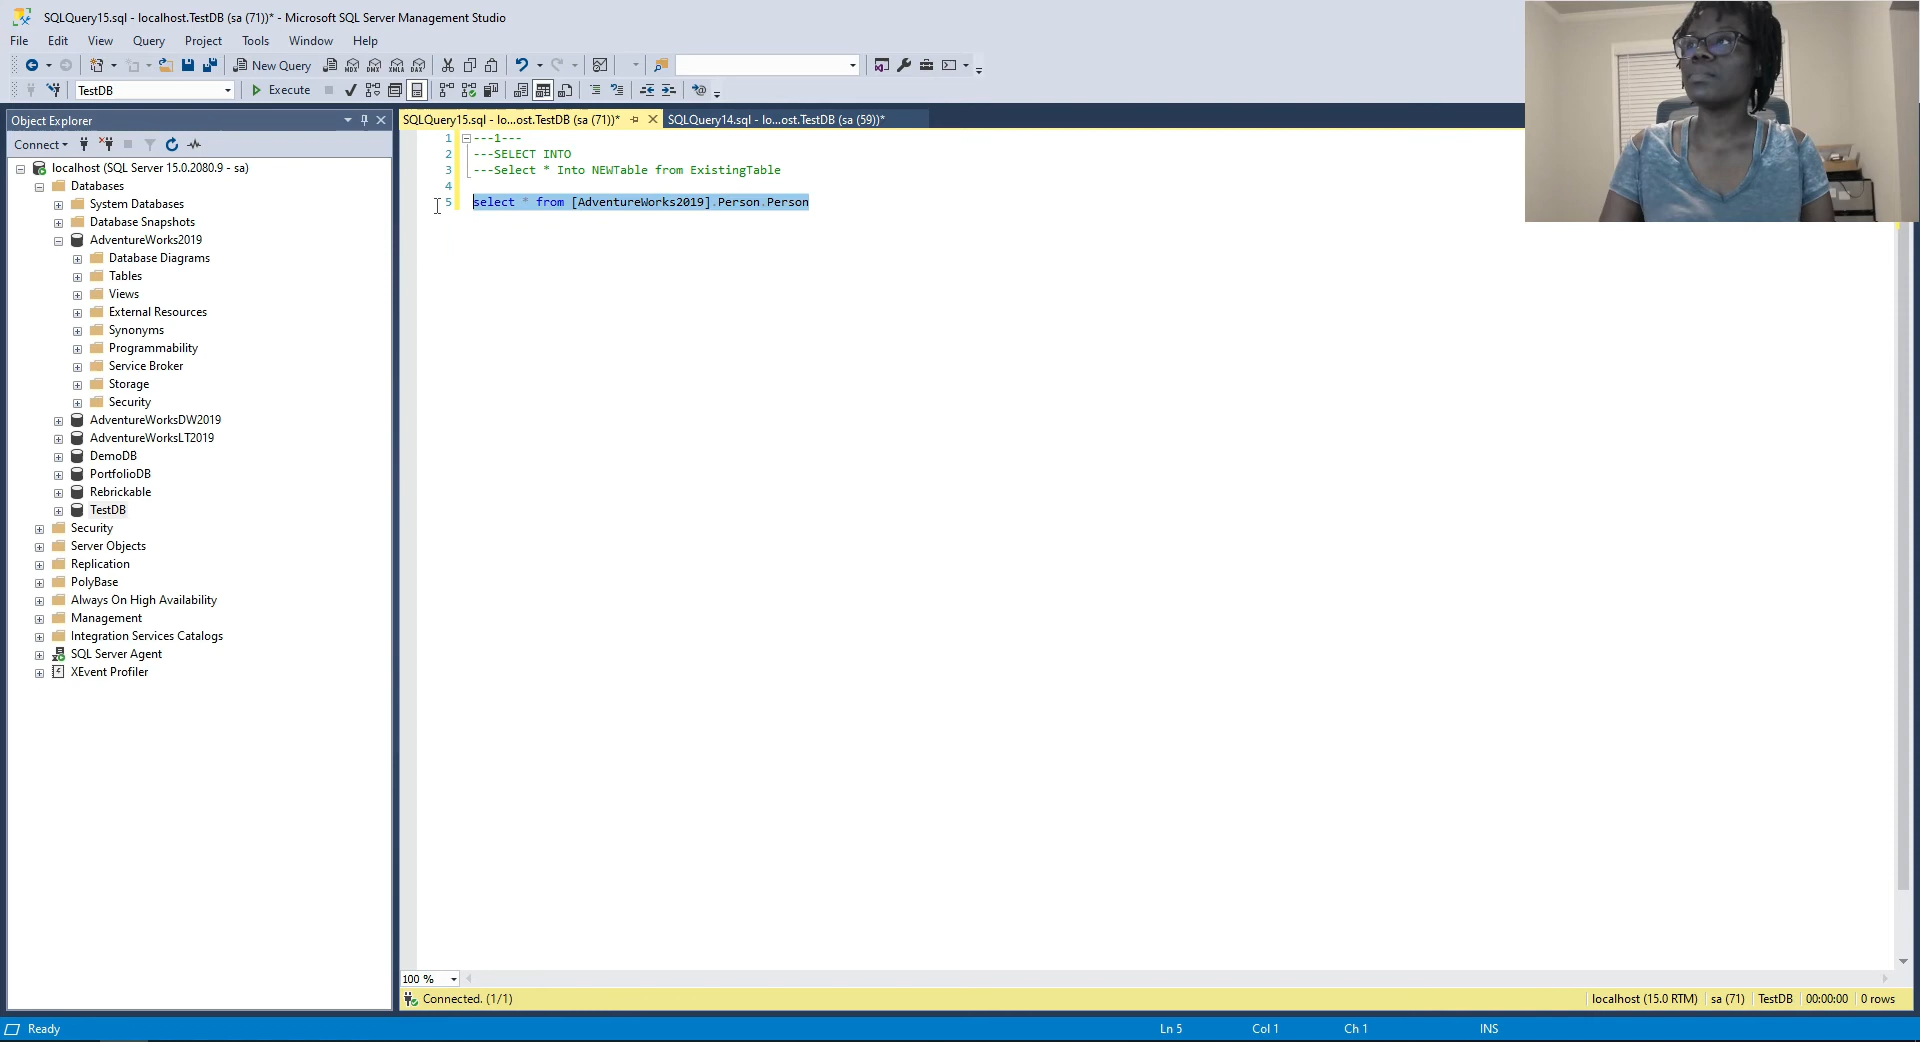 SQLQuery15.sql - localhost.TestDB (sa (71))* - Microsoft SQL Server Management Studio
File Edit View Query Project Tools Window Help
New Query
TestDB
Execute
Object Explorer
SQLQuery15.sql - lo...ost.TestDB (sa (71))*
SQLQuery14.sql - lo...ost.TestDB (sa (59))*
Connect
localhost (SQL Server 15.0.2080.9 - sa)
Databases
System Databases
Database Snapshots
AdventureWorks2019
Database Diagrams
Tables
Views
External Resources
Synonyms
Programmability
Service Broker
Storage
Security
AdventureWorksDW2019
AdventureWorksLT2019
DemoDB
PortfolioDB
Rebrickable
TestDB
Security
Server Objects
Replication
PolyBase
Always On High Availability
Management
Integration Services Catalogs
SQL Server Agent
XEvent Profiler
1 ---1---
2 ---SELECT INTO
3 ---Select * Into NEWTable from ExistingTable
4
5 select * from [AdventureWorks2019].Person.Person
100 %
Connected. (1/1)
localhost (15.0 RTM) sa (71) TestDB 00:00:00 0 rows
Ready Ln 5 Col 1 Ch 1 INS